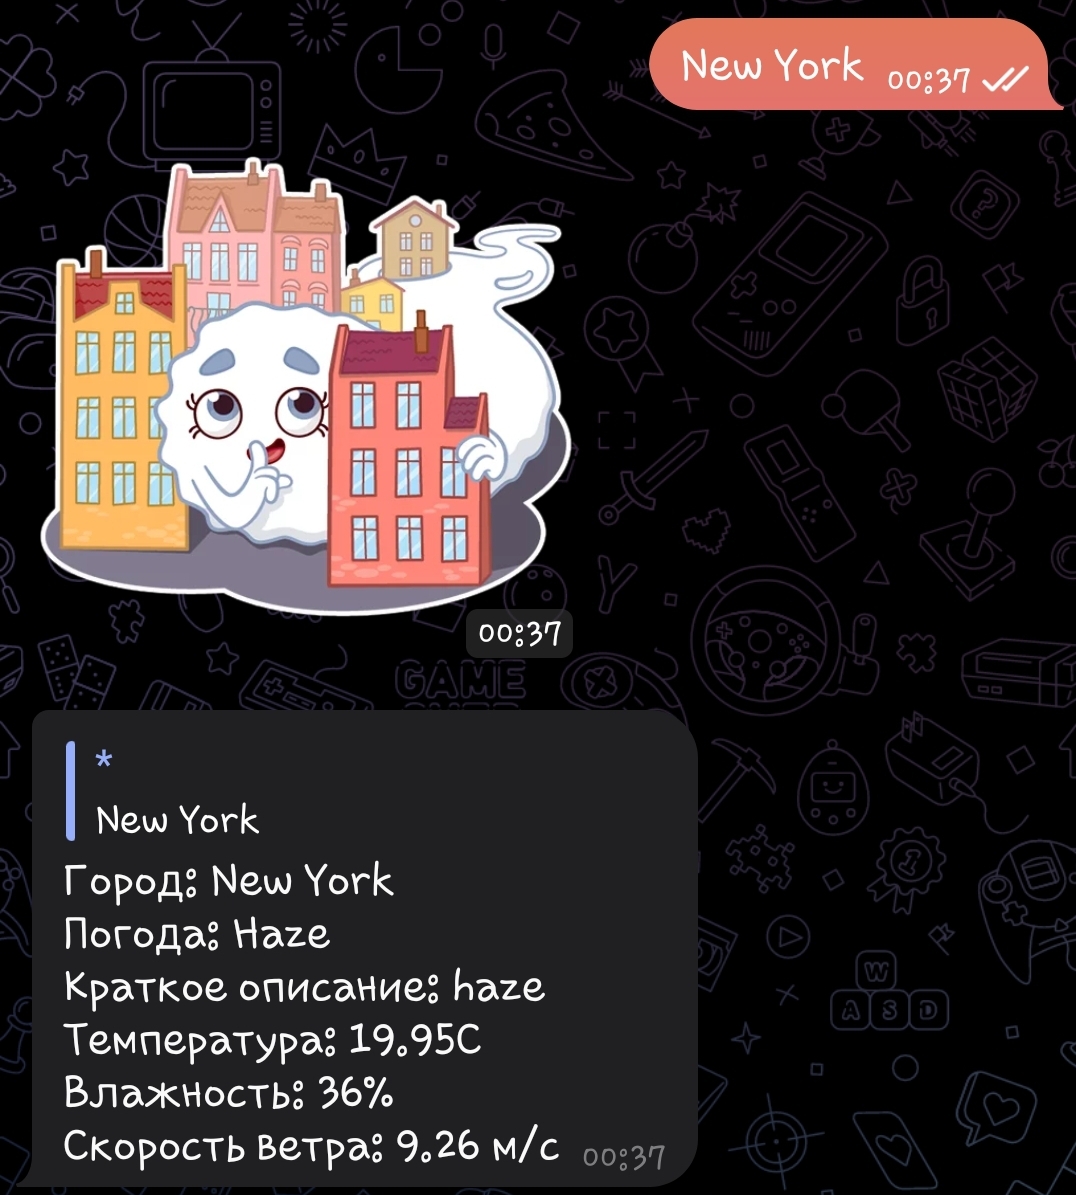 New York 00:37
00:37
GAME
*
New York
Город: New York
Погода: Haze
Краткое описание: haze
Температура: 19.95C
Влажность: 36%
Скорость ветра: 9.26 м/с 00:37
W
A S D